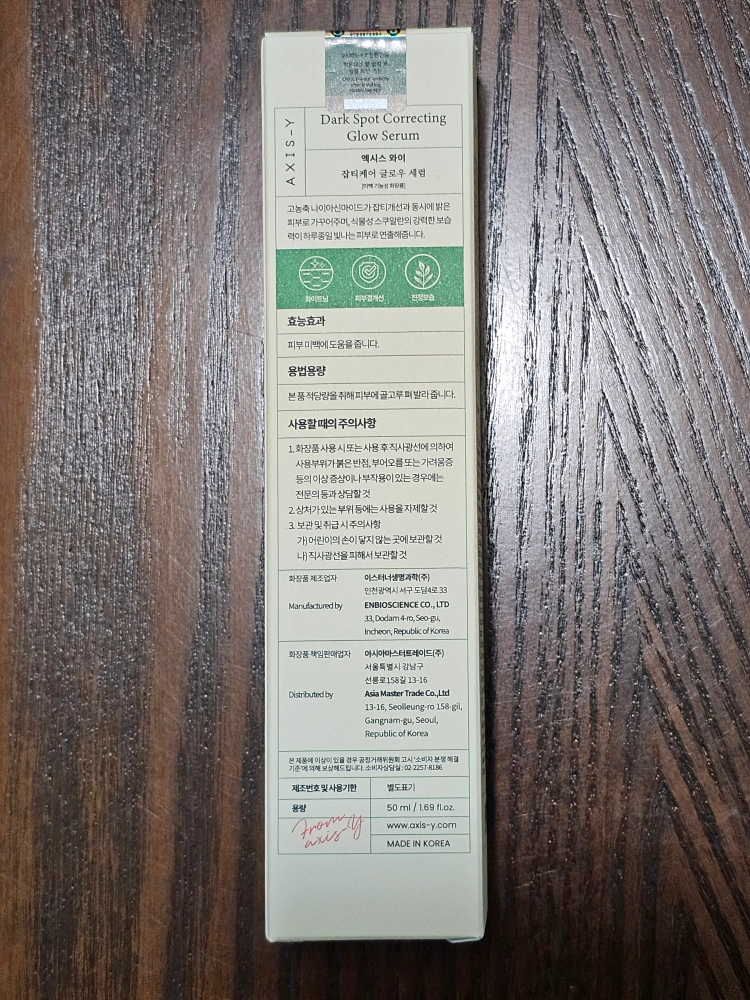 AXIS-Y
Dark Spot Correcting
Glow Serum
엑시스 와이
잡티케어 글로우 세럼
[미백 기능성 화장품]
고농축 나이아신마이드가 잡티개선과 동시에 밝은
피부로 가꾸어주며, 식물성 스쿠알란의 강력한 보습
력이 하루종일 빛나는 피부로 연출해줍니다.
화이트닝
피부결개선
진정보습
효능효과
피부 미백에 도움을 줍니다.
용법용량
본 품 적당량을 취해 피부에 골고루 펴 발라 줍니다.
사용할 때의 주의사항
1. 화장품 사용 시 또는 사용 후 직사광선에 의하여
사용부위가 붉은 반점, 부어오름 또는 가려움증
등의 이상 증상이나 부작용이 있는 경우에는
전문의 등과 상담할 것
2. 상처가 있는 부위 등에는 사용을 자제할 것
3. 보관 및 취급 시 주의사항
가) 어린이의 손이 닿지 않는 곳에 보관할 것
나) 직사광선을 피해서 보관할 것
화장품 제조업자 이스터너생명과학(주)
인천광역시 서구 도담4로 33
Manufactured by ENBIOSCIENCE CO., LTD
33, Dodam 4-ro, Seo-gu,
Incheon, Republic of Korea
화장품 책임판매업자 아시아마스터트레이드(주)
서울특별시 강남구
선릉로158길 13-16
Distributed by Asia Master Trade Co.,Ltd
13-16, Seolleung-ro 158-gil,
Gangnam-gu, Seoul,
Republic of Korea
본 제품에 이상이 있을 경우 공정거래위원회 고시 '소비자 분쟁 해결
기준'에 의해 보상해드립니다. 소비자상담실 : 02-2257-8186
제조번호 및 사용기한 별도표기
용량 50 ml / 1.69 fl.oz.
From
axis-y
www.axis-y.com
MADE IN KOREA